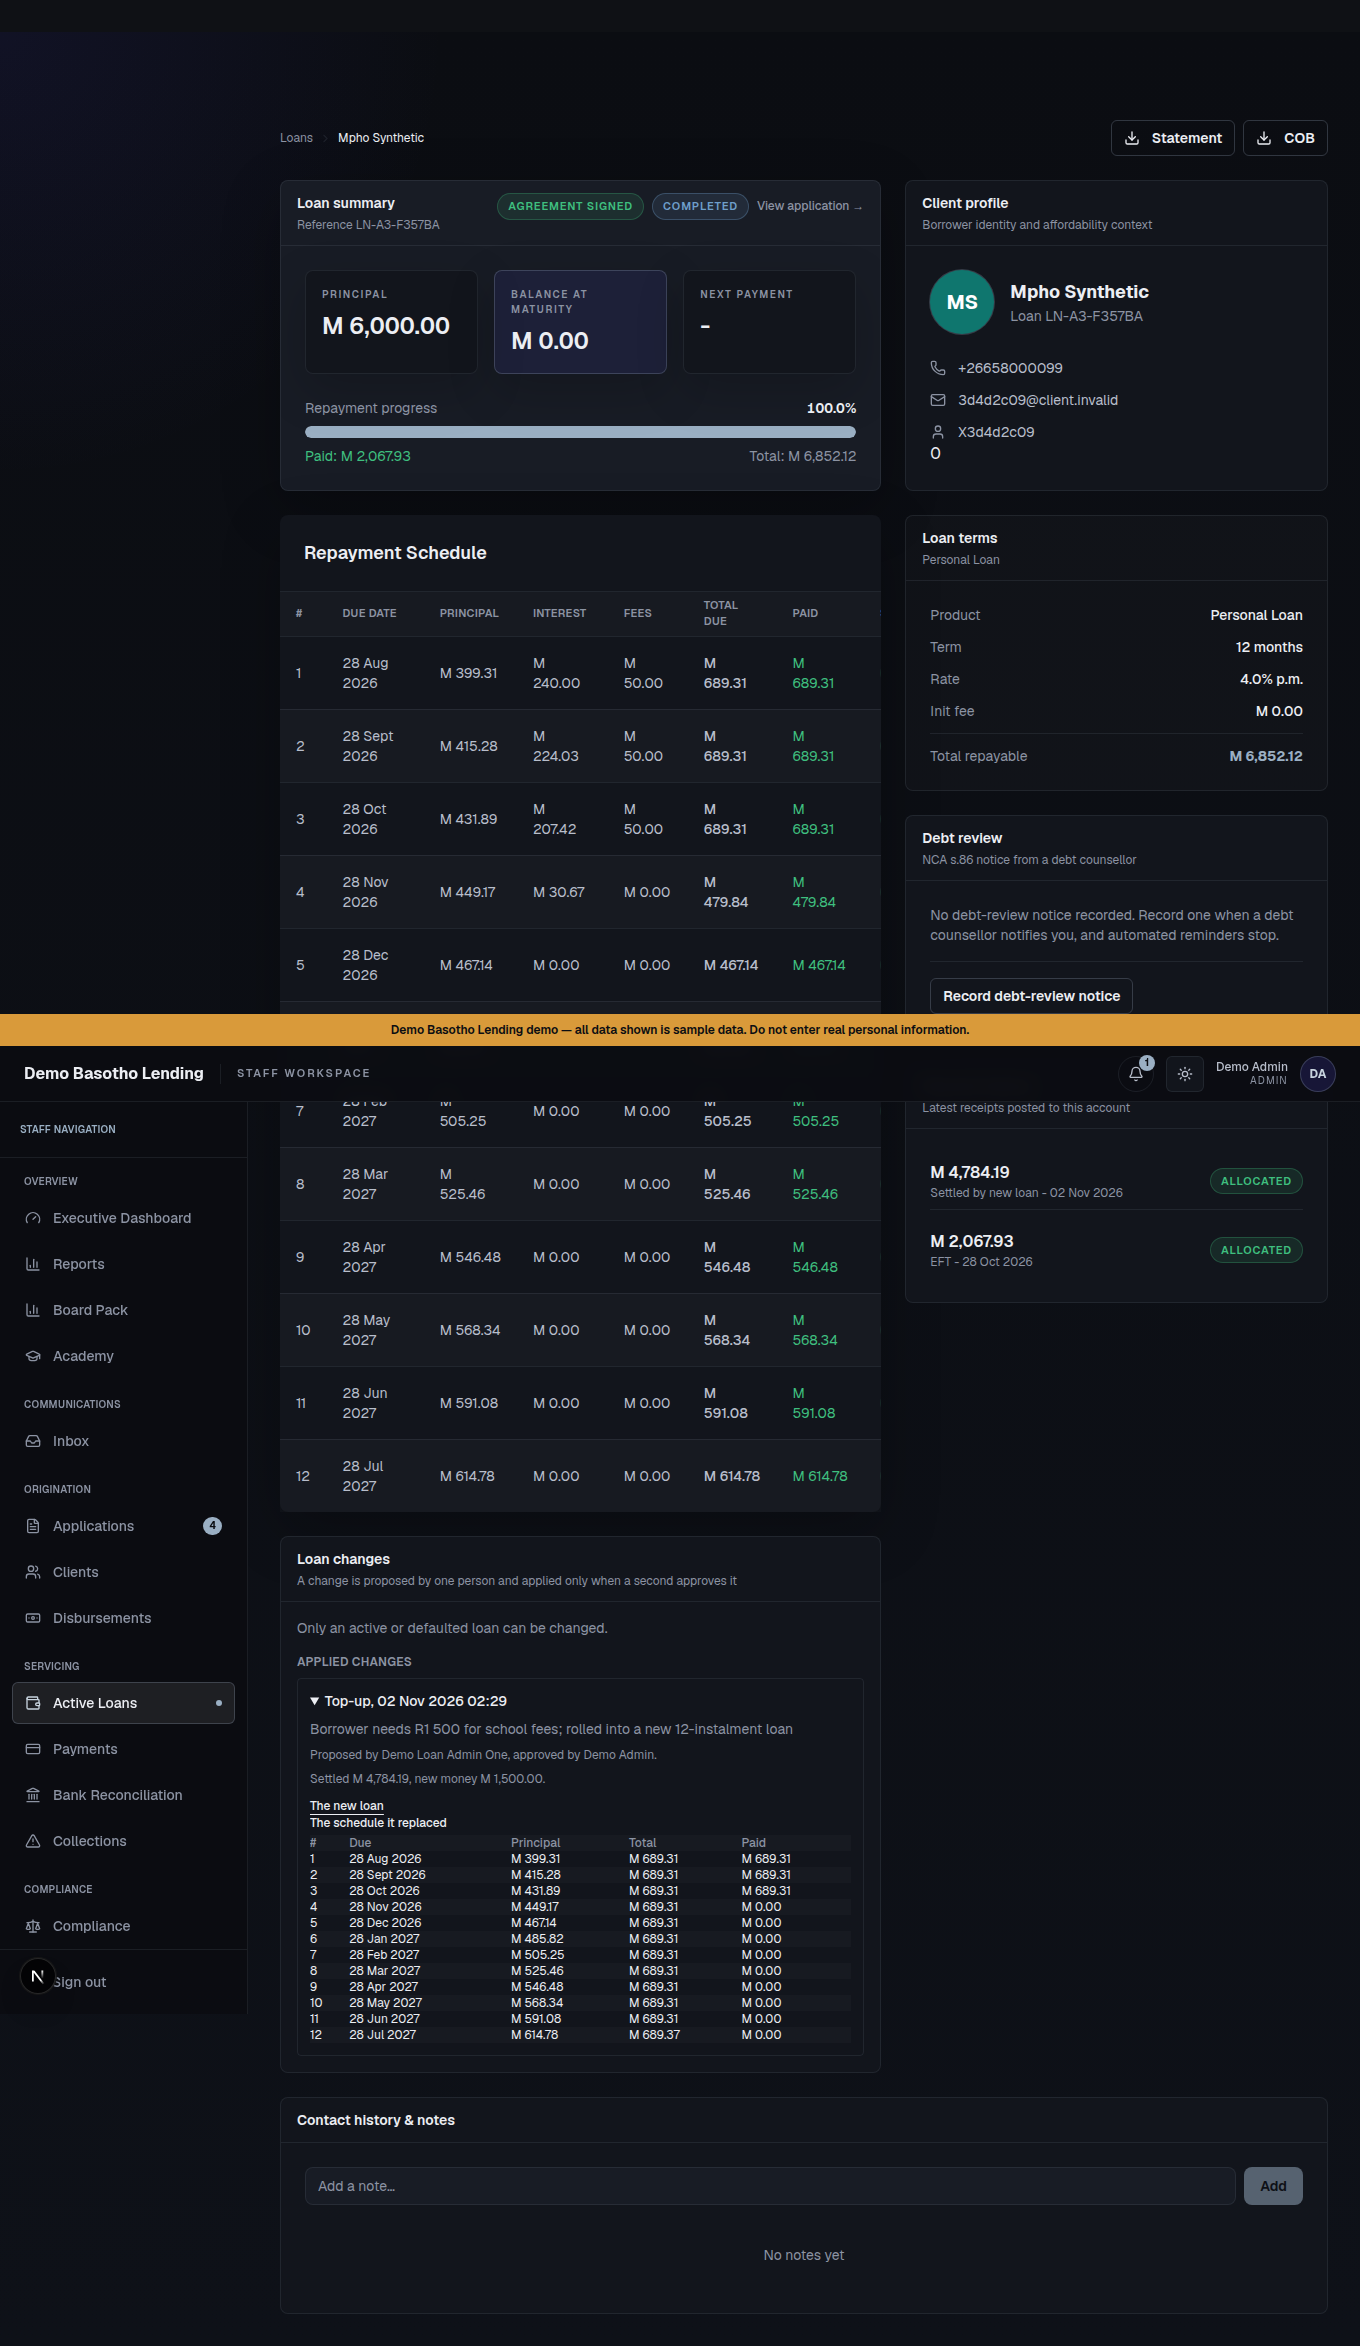 Loans › Mpho Synthetic
Statement
COB
Loan summary
Reference LN-A3-F357BA
AGREEMENT SIGNED
COMPLETED
View application →
PRINCIPAL
M 6,000.00
BALANCE AT
MATURITY
M 0.00
NEXT PAYMENT
-
Repayment progress
100.0%
Paid: M 2,067.93
Total: M 6,852.12
Client profile
Borrower identity and affordability context
MS
Mpho Synthetic
Loan LN-A3-F357BA
+26658000099
3d4d2c09@client.invalid
X3d4d2c09
0
Repayment Schedule
# DUE DATE PRINCIPAL INTEREST FEES TOTAL DUE PAID
1 28 Aug 2026 M 399.31 M 240.00 M 50.00 M 689.31 M 689.31
2 28 Sept 2026 M 415.28 M 224.03 M 50.00 M 689.31 M 689.31
3 28 Oct 2026 M 431.89 M 207.42 M 50.00 M 689.31 M 689.31
4 28 Nov 2026 M 449.17 M 30.67 M 0.00 M 479.84 M 479.84
5 28 Dec 2026 M 467.14 M 0.00 M 0.00 M 467.14 M 467.14
Loan terms
Personal Loan
Product Personal Loan
Term 12 months
Rate 4.0% p.m.
Init fee M 0.00
Total repayable M 6,852.12
Debt review
NCA s.86 notice from a debt counsellor
No debt-review notice recorded. Record one when a debt
counsellor notifies you, and automated reminders stop.
Record debt-review notice
Demo Basotho Lending demo — all data shown is sample data. Do not enter real personal information.
Demo Basotho Lending
STAFF WORKSPACE
1
Demo Admin
ADMIN
DA
STAFF NAVIGATION
OVERVIEW
Executive Dashboard
Reports
Board Pack
Academy
COMMUNICATIONS
Inbox
ORIGINATION
Applications 4
Clients
Disbursements
SERVICING
Active Loans
Payments
Bank Reconciliation
Collections
COMPLIANCE
Compliance
N
Sign out
7 28 Feb 2027 M 505.25 M 0.00 M 0.00 M 505.25 M 505.25
8 28 Mar 2027 M 525.46 M 0.00 M 0.00 M 525.46 M 525.46
9 28 Apr 2027 M 546.48 M 0.00 M 0.00 M 546.48 M 546.48
10 28 May 2027 M 568.34 M 0.00 M 0.00 M 568.34 M 568.34
11 28 Jun 2027 M 591.08 M 0.00 M 0.00 M 591.08 M 591.08
12 28 Jul 2027 M 614.78 M 0.00 M 0.00 M 614.78 M 614.78
Latest receipts posted to this account
M 4,784.19
Settled by new loan - 02 Nov 2026
ALLOCATED
M 2,067.93
EFT - 28 Oct 2026
ALLOCATED
Loan changes
A change is proposed by one person and applied only when a second approves it
Only an active or defaulted loan can be changed.
APPLIED CHANGES
▼ Top-up, 02 Nov 2026 02:29
Borrower needs R1 500 for school fees; rolled into a new 12-instalment loan
Proposed by Demo Loan Admin One, approved by Demo Admin.
Settled M 4,784.19, new money M 1,500.00.
The new loan
The schedule it replaced
# Due Principal Total Paid
1 28 Aug 2026 M 399.31 M 689.31 M 689.31
2 28 Sept 2026 M 415.28 M 689.31 M 689.31
3 28 Oct 2026 M 431.89 M 689.31 M 689.31
4 28 Nov 2026 M 449.17 M 689.31 M 0.00
5 28 Dec 2026 M 467.14 M 689.31 M 0.00
6 28 Jan 2027 M 485.82 M 689.31 M 0.00
7 28 Feb 2027 M 505.25 M 689.31 M 0.00
8 28 Mar 2027 M 525.46 M 689.31 M 0.00
9 28 Apr 2027 M 546.48 M 689.31 M 0.00
10 28 May 2027 M 568.34 M 689.31 M 0.00
11 28 Jun 2027 M 591.08 M 689.31 M 0.00
12 28 Jul 2027 M 614.78 M 689.37 M 0.00
Contact history & notes
Add a note...
Add
No notes yet